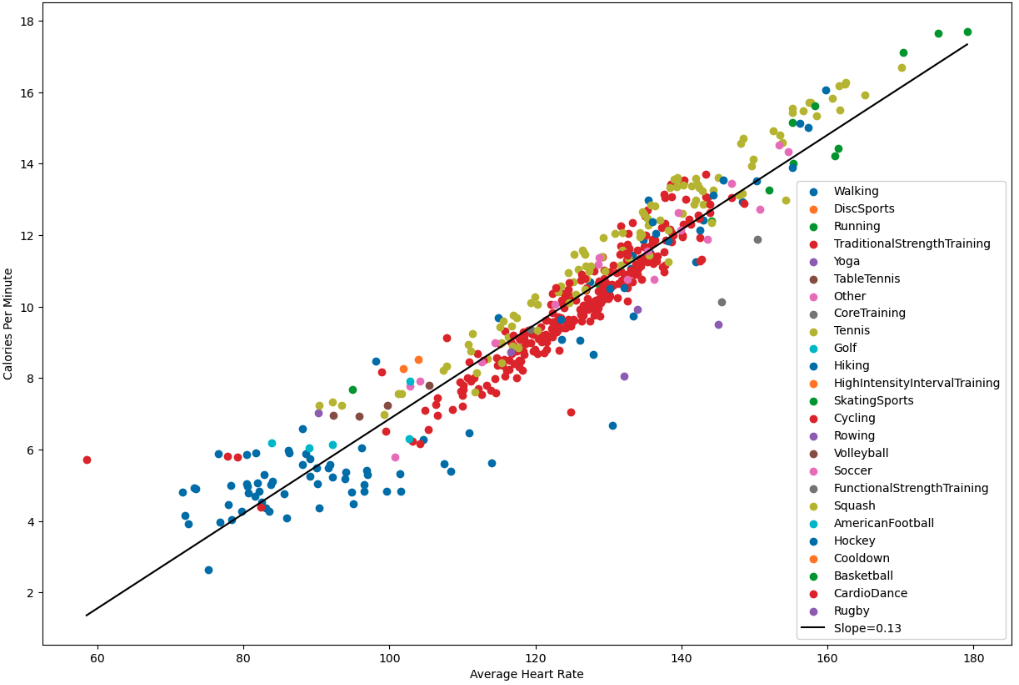 18
16
14
12
10
8
6
4
2
Calories Per Minute
60
80
100
120
140
160
180
Average Heart Rate
Walking
DiscSports
Running
TraditionalStrengthTraining
Yoga
TableTennis
Other
CoreTraining
Tennis
Golf
Hiking
HighIntensityIntervalTraining
SkatingSports
Cycling
Rowing
Volleyball
Soccer
FunctionalStrengthTraining
Squash
AmericanFootball
Hockey
Cooldown
Basketball
CardioDance
Rugby
Slope=0.13